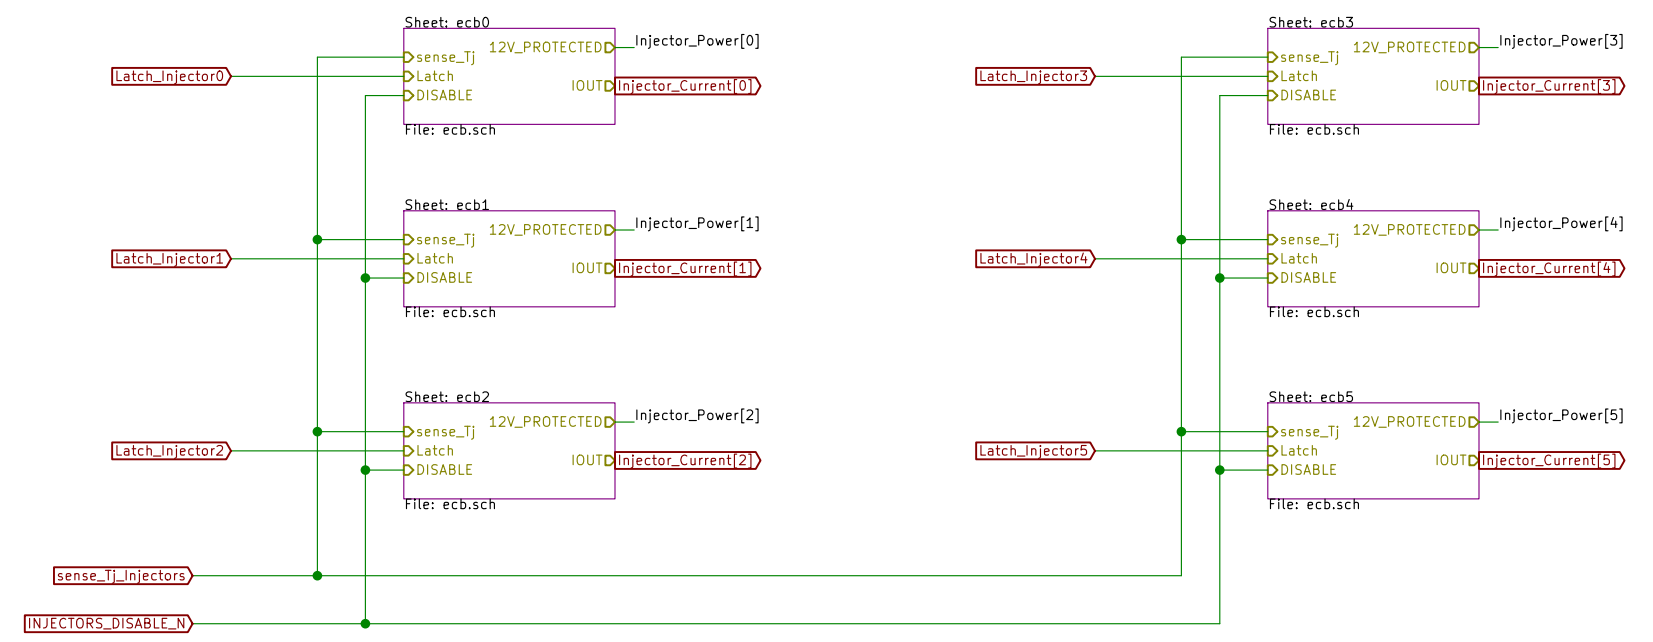 Sheet: ecb0
12V_PROTECTED
Injector_Power[0]
sense_Tj
Latch_Injector0
Latch
IOUT
Injector_Current[0]
DISABLE
File: ecb.sch
Sheet: ecb3
12V_PROTECTED
Injector_Power[3]
sense_Tj
Latch_Injector3
Latch
IOUT
Injector_Current[3]
DISABLE
File: ecb.sch
Sheet: ecb1
12V_PROTECTED
Injector_Power[1]
sense_Tj
Latch_Injector1
Latch
IOUT
Injector_Current[1]
DISABLE
File: ecb.sch
Sheet: ecb4
12V_PROTECTED
Injector_Power[4]
sense_Tj
Latch_Injector4
Latch
IOUT
Injector_Current[4]
DISABLE
File: ecb.sch
Sheet: ecb2
12V_PROTECTED
Injector_Power[2]
sense_Tj
Latch_Injector2
Latch
IOUT
Injector_Current[2]
DISABLE
File: ecb.sch
Sheet: ecb5
12V_PROTECTED
Injector_Power[5]
sense_Tj
Latch_Injector5
Latch
IOUT
Injector_Current[5]
DISABLE
File: ecb.sch
sense_Tj_Injectors
INJECTORS_DISABLE_N